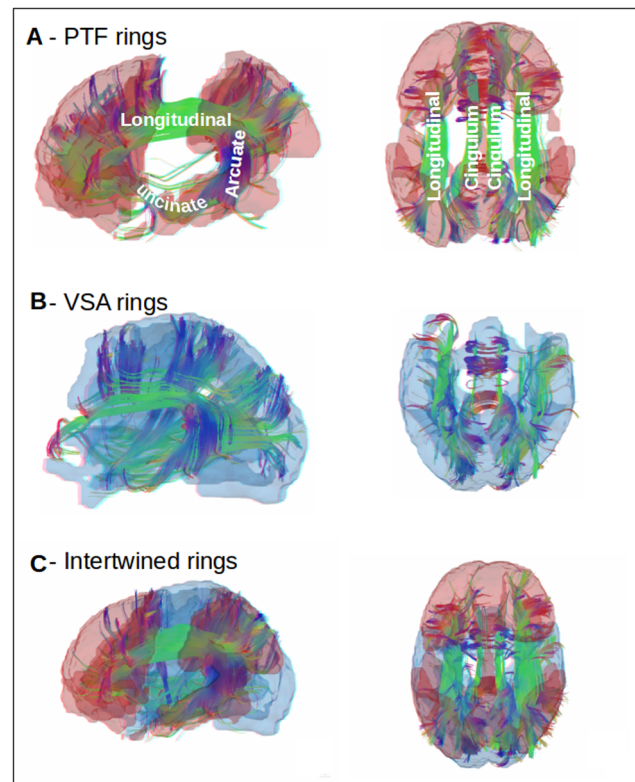 A - PTF rings
Longitudinal
Arcuate
uncinate
Longitudinal
Cingulum
Cingulum
Longitudinal
B - VSA rings
C - Intertwined rings